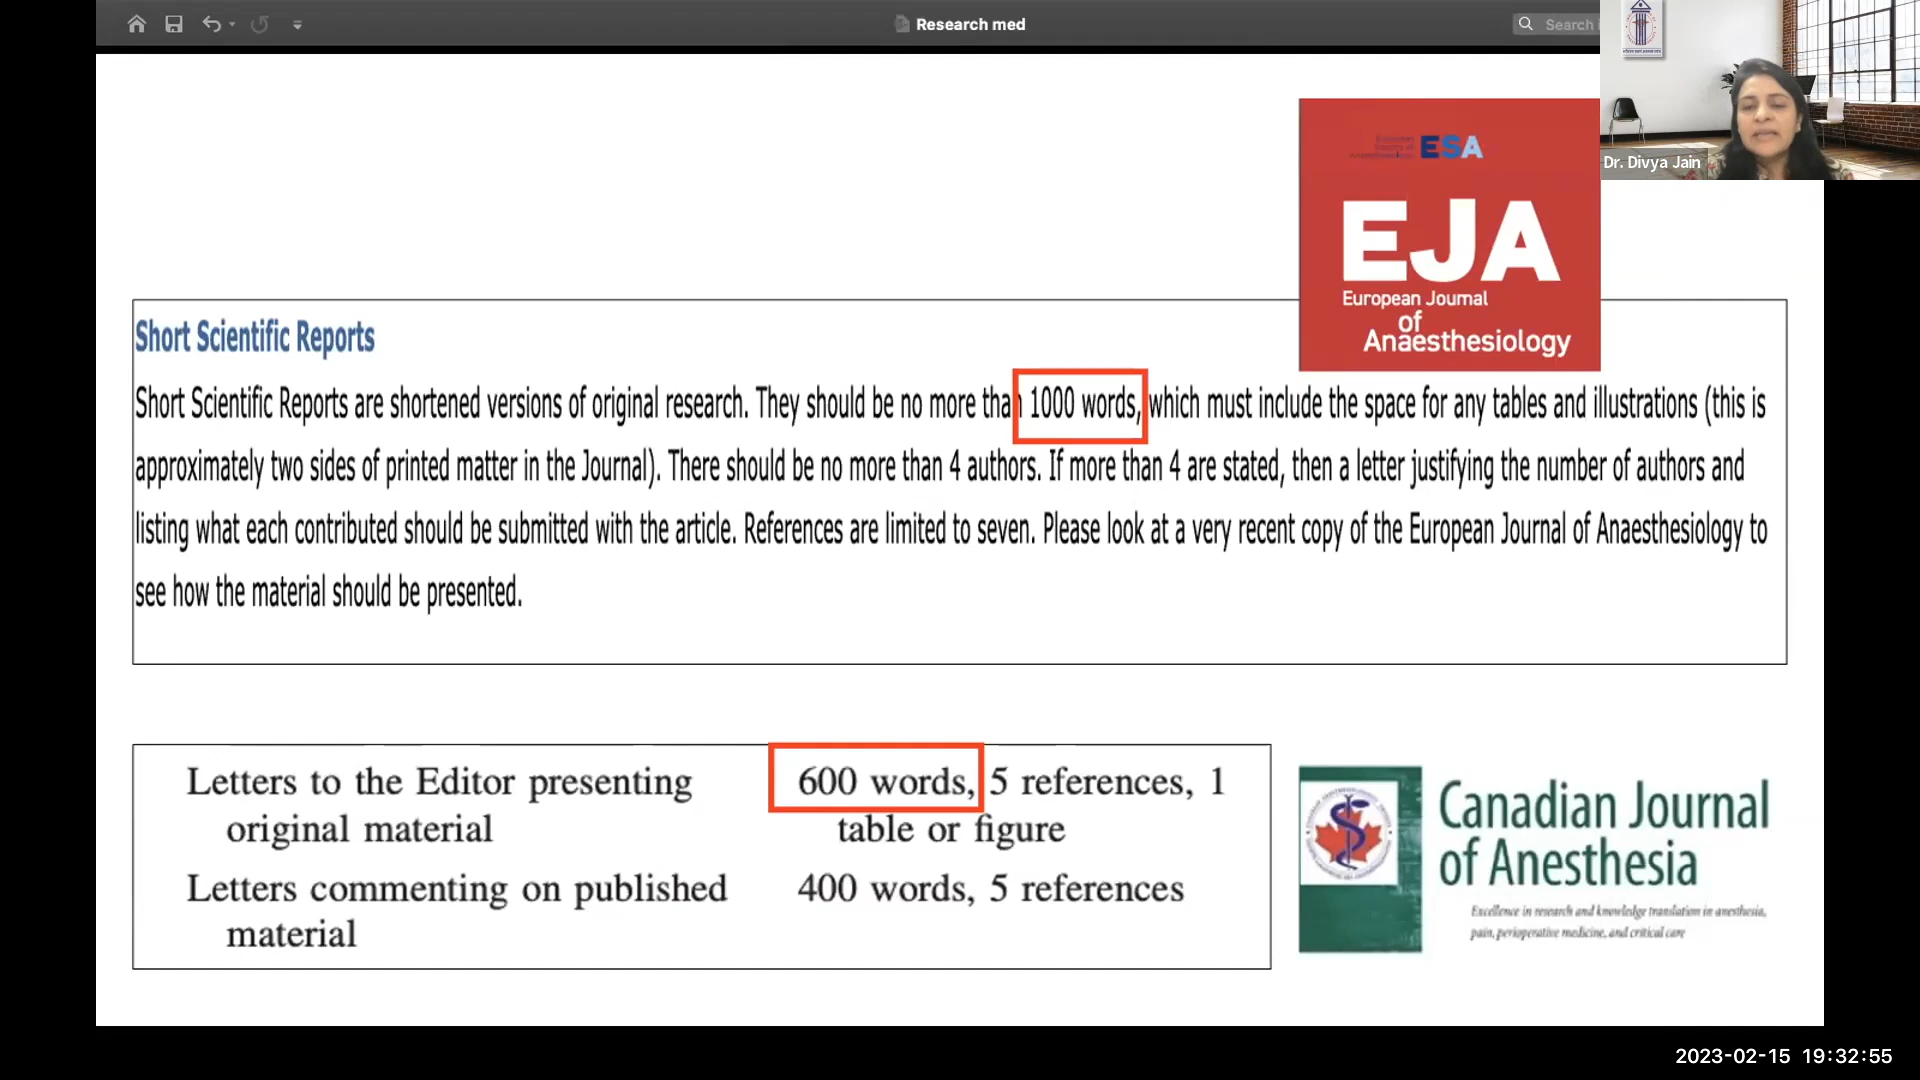 Research med
Search
Dr. Divya Jain
ESA
EJA
European Journal
of
Anaesthesiology
Short Scientific Reports
Short Scientific Reports are shortened versions of original research. They should be no more than 1000 words, which must include the space for any tables and illustrations (this is
approximately two sides of printed matter in the Journal). There should be no more than 4 authors. If more than 4 are stated, then a letter justifying the number of authors and
listing what each contributed should be submitted with the article. References are limited to seven. Please look at a very recent copy of the European Journal of Anaesthesiology to
see how the material should be presented.
Letters to the Editor presenting 600 words, 5 references, 1
original material table or figure
Letters commenting on published 400 words, 5 references
material
Canadian Journal
of Anesthesia
Excellence in research and knowledge translation in anesthesia,
pain, perioperative medicine, and critical care
2023-02-15 19:32:55